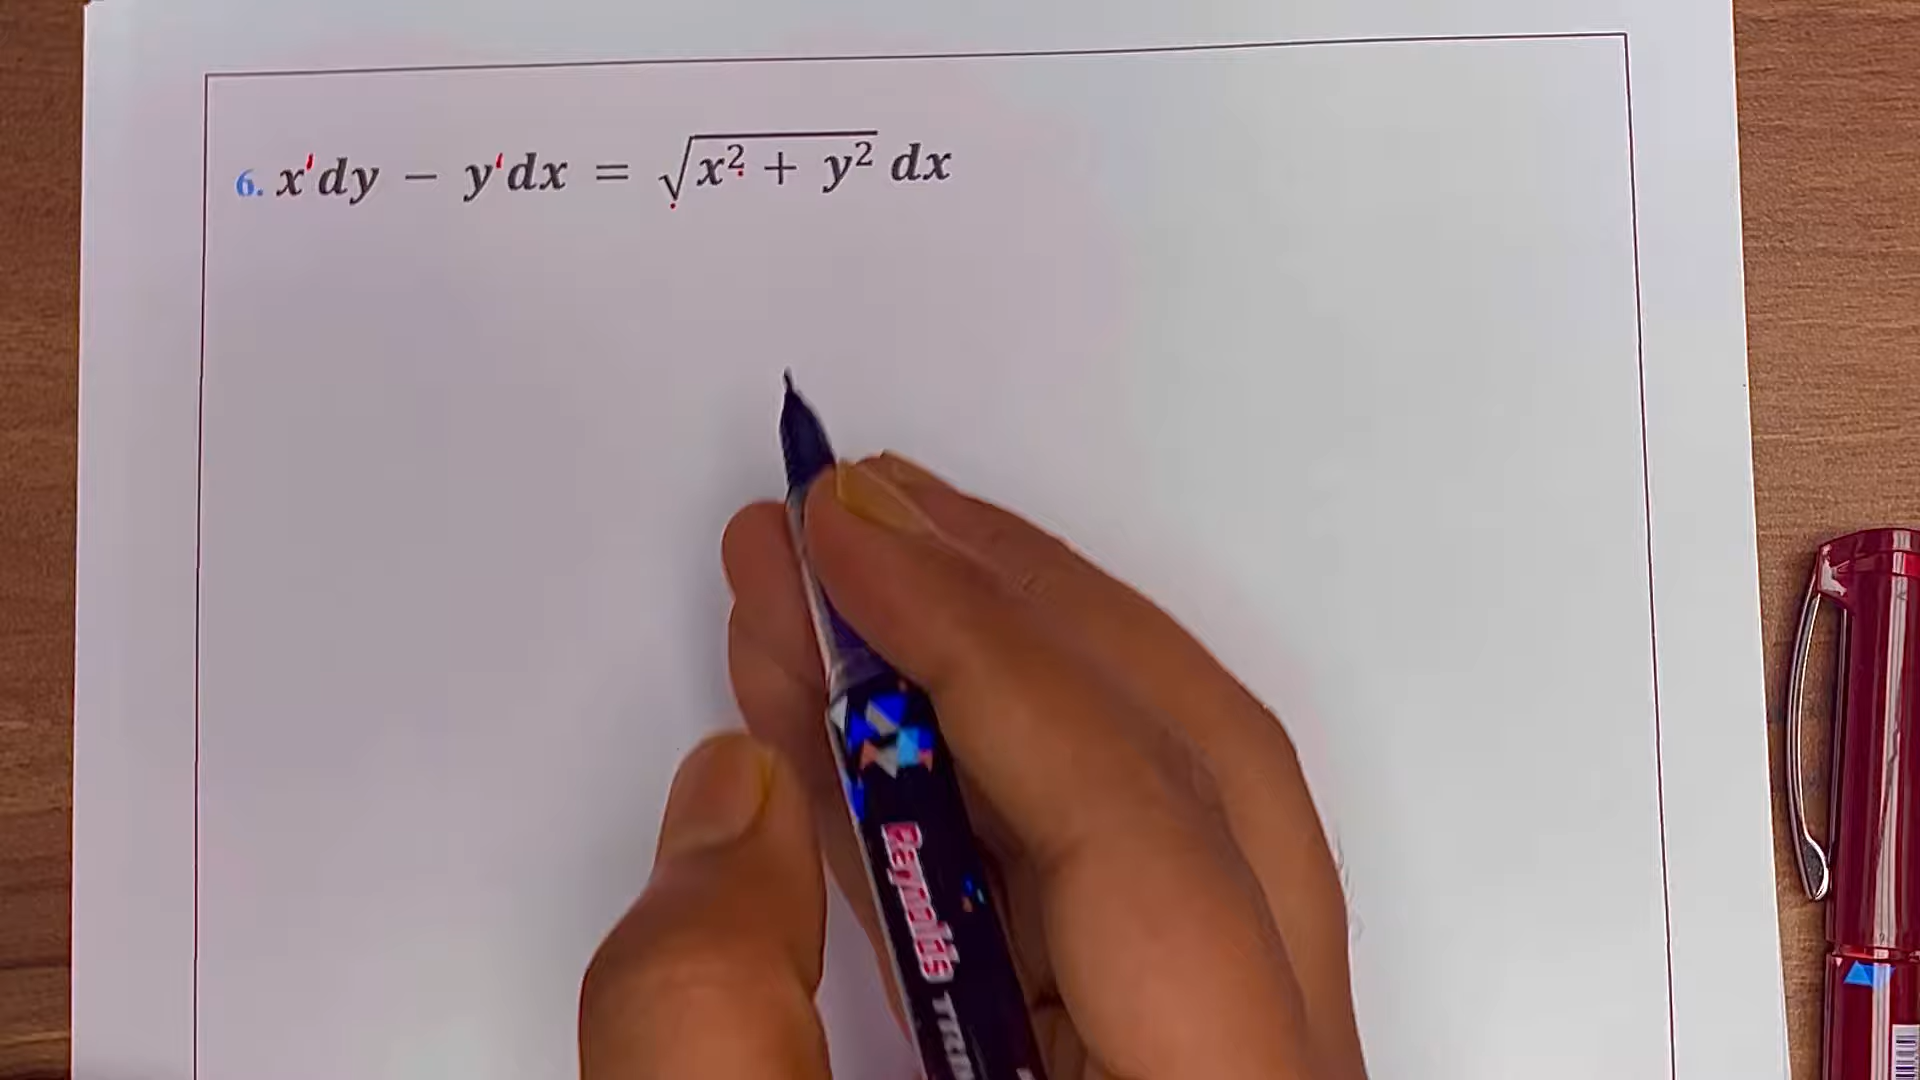 6. x'dy − y'dx = √x² + y² dx
Reynolds